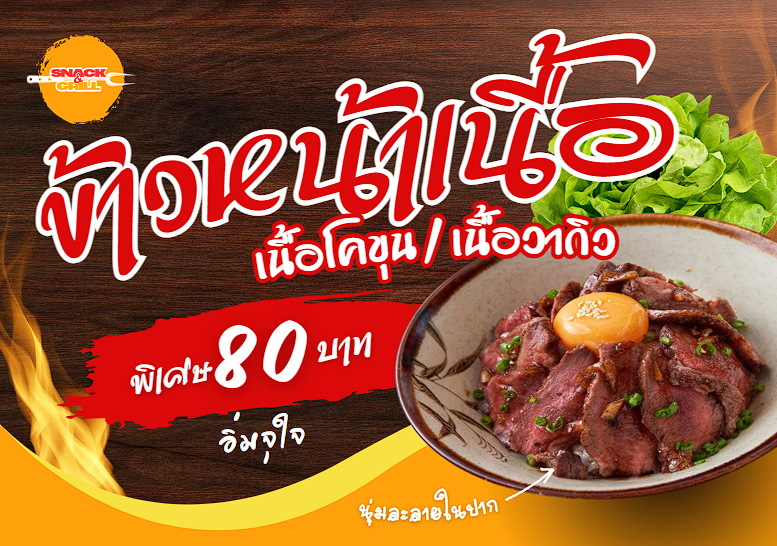 SNACK
&
GRILL
ข้าวหน้าเนื้อ
เนื้อโคขุน / เนื้อวากิว
พิเศษ 80 บาท
อิ่มจุใจ
นุ่มละลายในปาก